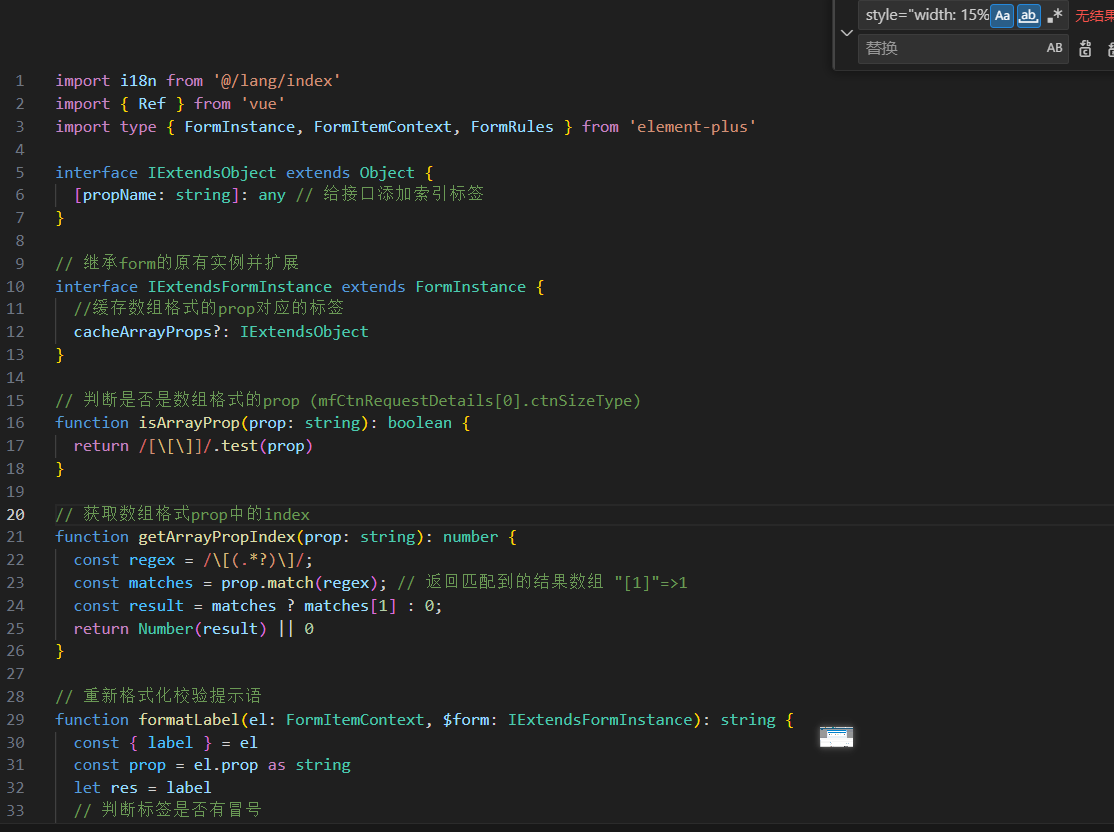 style="width: 15%
Aa
ab
.*
无结果
替换
AB
1 import i18n from '@/lang/index'
2 import { Ref } from 'vue'
3 import type { FormInstance, FormItemContext, FormRules } from 'element-plus'
4
5 interface IExtendsObject extends Object {
6 [propName: string]: any // 给接口添加索引标签
7 }
8
9 // 继承form的原有实例并扩展
10 interface IExtendsFormInstance extends FormInstance {
11 //缓存数组格式的prop对应的标签
12 cacheArrayProps?: IExtendsObject
13 }
14
15 // 判断是否是数组格式的prop (mfCtnRequestDetails[0].ctnSizeType)
16 function isArrayProp(prop: string): boolean {
17 return /[\[\]]/.test(prop)
18 }
19
20 // 获取数组格式prop中的index
21 function getArrayPropIndex(prop: string): number {
22 const regex = /\[(.*?)\]/;
23 const matches = prop.match(regex); // 返回匹配到的结果数组 "[1]"=>1
24 const result = matches ? matches[1] : 0;
25 return Number(result) || 0
26 }
27
28 // 重新格式化校验提示语
29 function formatLabel(el: FormItemContext, $form: IExtendsFormInstance): string {
30 const { label } = el
31 const prop = el.prop as string
32 let res = label
33 // 判断标签是否有冒号